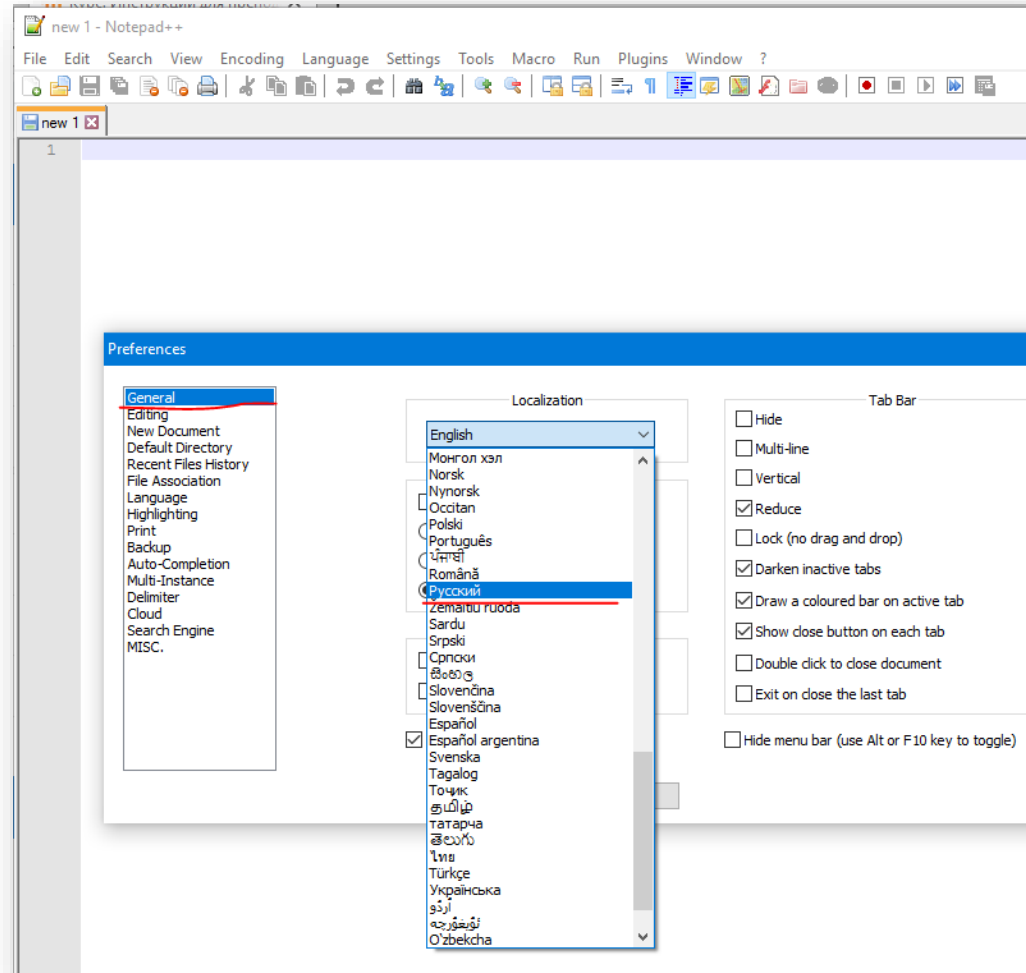 new 1 - Notepad++
File Edit Search View Encoding Language Settings Tools Macro Run Plugins Window ?
new 1
1
Preferences
General
Editing
New Document
Default Directory
Recent Files History
File Association
Language
Highlighting
Print
Backup
Auto-Completion
Multi-Instance
Delimiter
Cloud
Search Engine
MISC.
Localization
English
Монгол хэл
Norsk
Nynorsk
Occitan
Polski
Português
ਪੰਜਾਬੀ
Română
Русский
Žemaitiu ruoda
Sardu
Srpski
Српски
සිංහල
Slovenčina
Slovenščina
Español
Español argentina
Svenska
Tagalog
Точик
தமிழ்
татарча
తెలుగు
ไทย
Türkçe
Українська
اُردُو
ئۇيغۇرچە
O'zbekcha
Tab Bar
Hide
Multi-line
Vertical
Reduce
Lock (no drag and drop)
Darken inactive tabs
Draw a coloured bar on active tab
Show close button on each tab
Double click to close document
Exit on close the last tab
Hide menu bar (use Alt or F10 key to toggle)